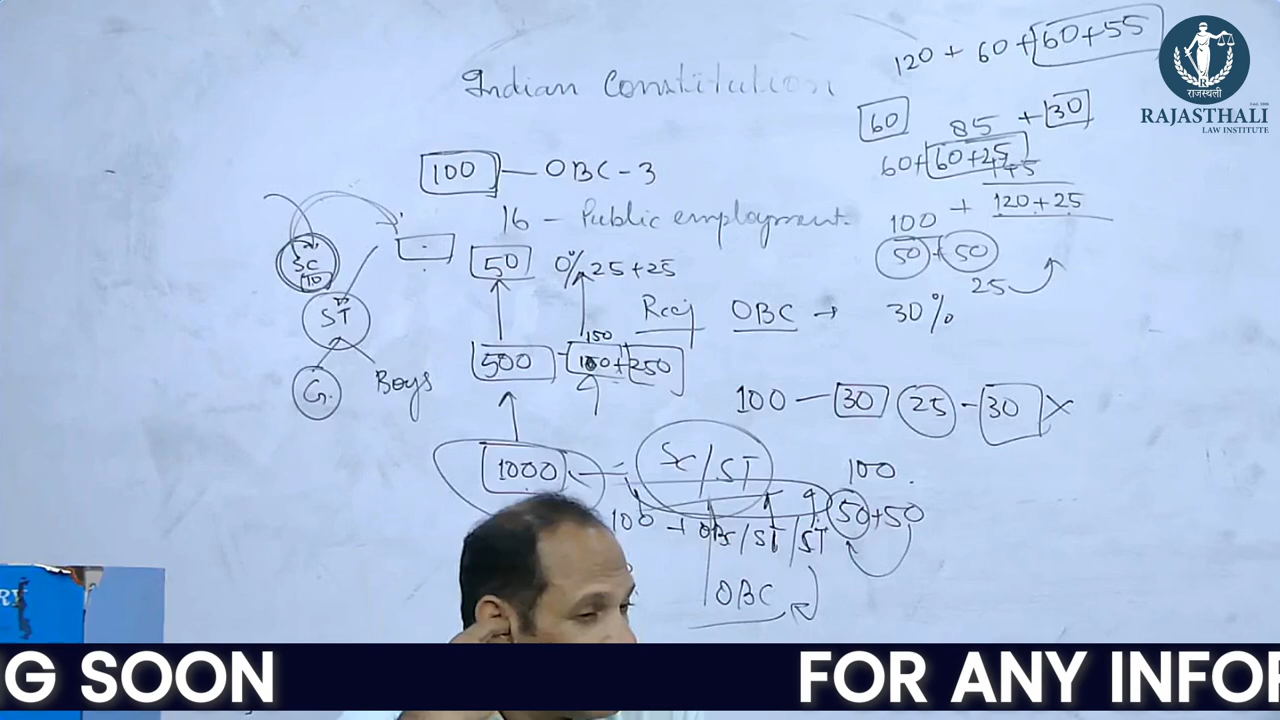 Indian Constitution
120 + 60 + 60+55
राजस्थली
RAJASTHALI
LAW INSTITUTE
60
85 + 30
60+ 60+25
100 — OBC - 3
120+25
16 - Public employment.
100 +
SC
10
50 0% 25+25
50 + 50
25
ST
Raj OBC → 30%
150
500 - 100+250
G. Boys
100 — 30 25 - 30 ×
1000 — SC/ST
100
100 + OBC/ST/ST 50+50
OBC
NG SOON FOR ANY INFOR